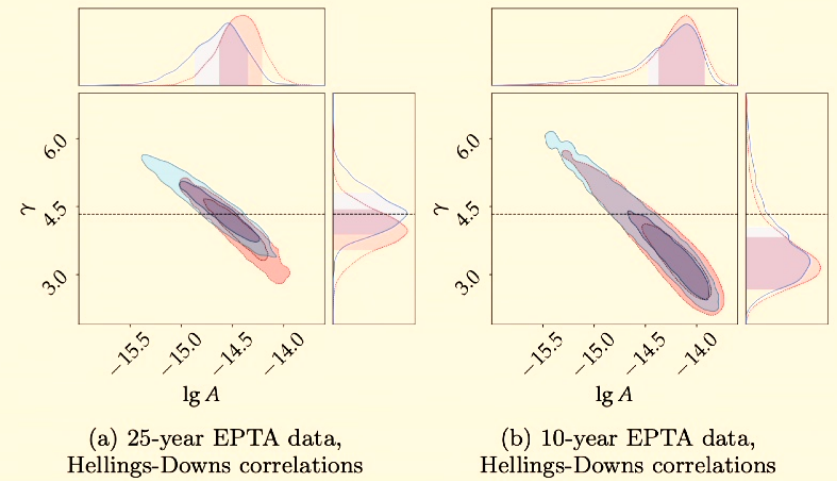 6.0
4.5
3.0
γ
−15.5
−15.0
−14.5
−14.0
lg A
(a) 25-year EPTA data,
Hellings-Downs correlations
6.0
4.5
3.0
γ
−15.5
−15.0
−14.5
−14.0
lg A
(b) 10-year EPTA data,
Hellings-Downs correlations